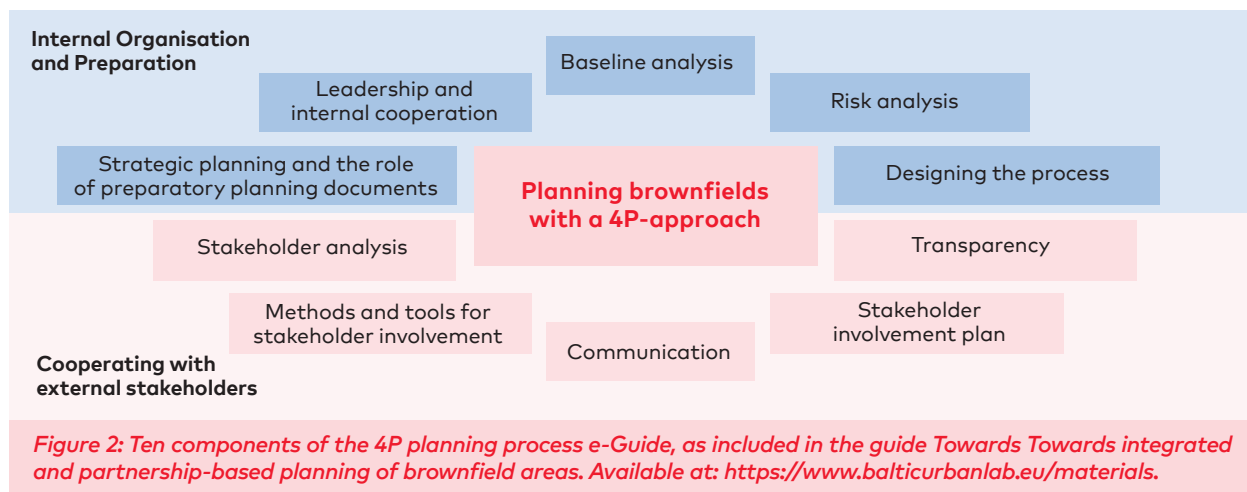 Internal Organisation
and Preparation
Baseline analysis
Leadership and
internal cooperation
Risk analysis
Strategic planning and the role
of preparatory planning documents
Planning brownfields
with a 4P-approach
Designing the process
Stakeholder analysis
Transparency
Methods and tools for
stakeholder involvement
Stakeholder
involvement plan
Communication
Cooperating with
external stakeholders
Figure 2: Ten components of the 4P planning process e-Guide, as included in the guide Towards Towards integrated
and partnership-based planning of brownfield areas. Available at: https://www.balticurbanlab.eu/materials.